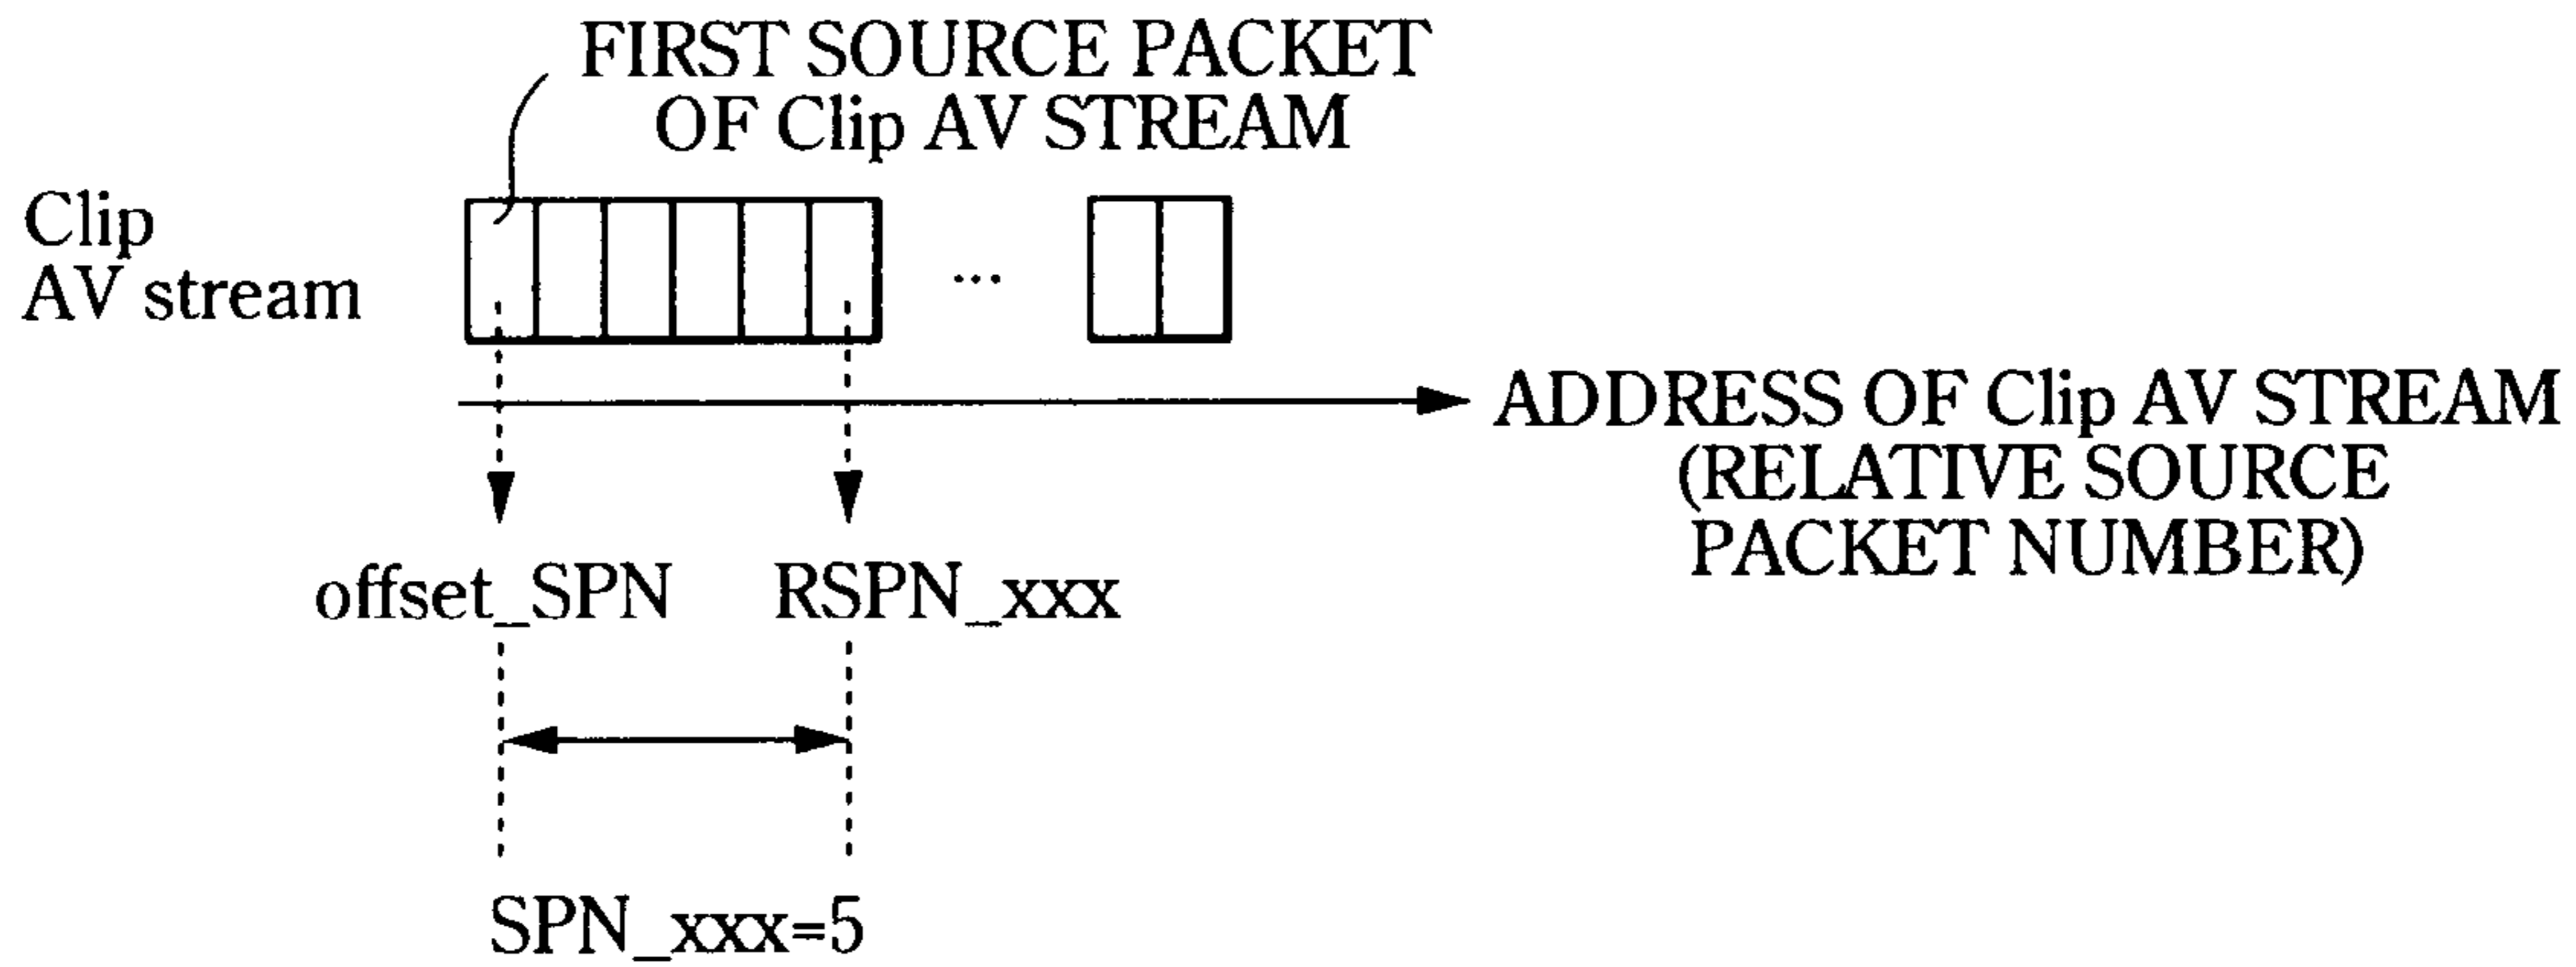 FIRST SOURCE PACKET
OF Clip AV STREAM
Clip
AV stream
...
ADDRESS OF Clip AV STREAM
(RELATIVE SOURCE
PACKET NUMBER)
offset_SPN
RSPN_xxx
SPN_xxx=5